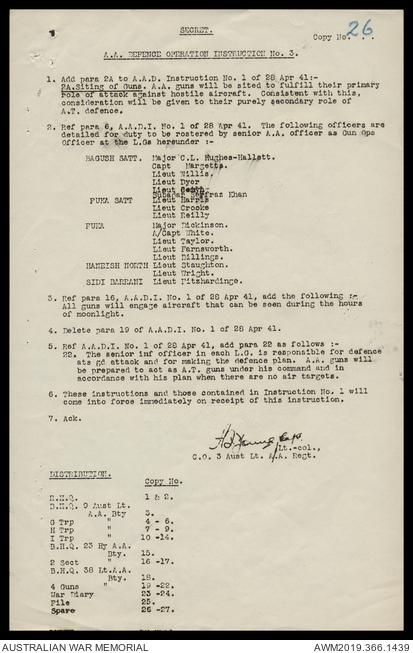 SECRET.
Copy No. 26
A.A. DEFENCE OPERATION INSTRUCTION No. 3.
1. Add para 2A to A.A.D. Instruction No. 1 of 28 Apr 41:-
2A.Siting of Guns. A.A. guns will be sited to fulfill their primary
role of attack against hostile aircraft. Consistent with this,
consideration will be given to their purely secondary role of
A.T. defence.
2. Ref para 6, A.A.D.I. No. 1 of 28 Apr 41. The following officers are
detailed for duty to be rostered by senior A.A. officer as Gun Ops
Officer at the L.Gs hereunder :-
BAGUSH SATT. Major C.L. Hughes-Hallett.
Capt Margetts.
Lieut Willis.
Lieut Dyer
Lieut
Subadar Serfraz Khan
FUKA SATT Lieut Harris
Lieut Crooke
Lieut Reilly
FUKA Major Dickinson.
A/Capt White.
Lieut Taylor.
Lieut Farnsworth.
Lieut Billings.
HANEISH NORTH Lieut Staughton.
Lieut Wright.
SIDI BARRANI Lieut Fitzhardinge.
3. Ref para 16, A.A.D.I. No. 1 of 28 Apr 41, add the following :-
All guns will engage aircraft that can be seen during the hours
of moonlight.
4. Delete para 19 of A.A.D.I. No. 1 of 28 Apr 41.
5. Ref A.A.D.I. No. 1 of 28 Apr 41, add para 22 as follows :-
22. The senior inf officer in each L.G. is responsible for defence
ats gd attack and for making the defence plan. A.A. guns will
be prepared to act as A.T. guns under his command and in
accordance with his plan when there are no air targets.
6. These instructions and those contained in Instruction No. 1 will
come into force immediately on receipt of this instruction.
7. Ack.
Capt.
Lt.-col.,
C.O. 3 Aust Lt. A.A. Regt.
DISTRIBUTION.
Copy No.
R.H.Q. 1 & 2.
B.H.Q. 9 Aust Lt.
A.A. Bty 3.
G Trp " 4 - 6.
H Trp " 7 - 9.
I Trp " 10 -14.
B.H.Q. 23 Hy A.A.
Bty. 15.
2 Sect " 16 -17.
B.H.Q. 38 Lt.A.A.
Bty. 18.
4 Guns " 19 -22.
War Diary 23 -24.
File 25.
Spare 26 -27.
AUSTRALIAN WAR MEMORIAL
AWM2019.366.1439